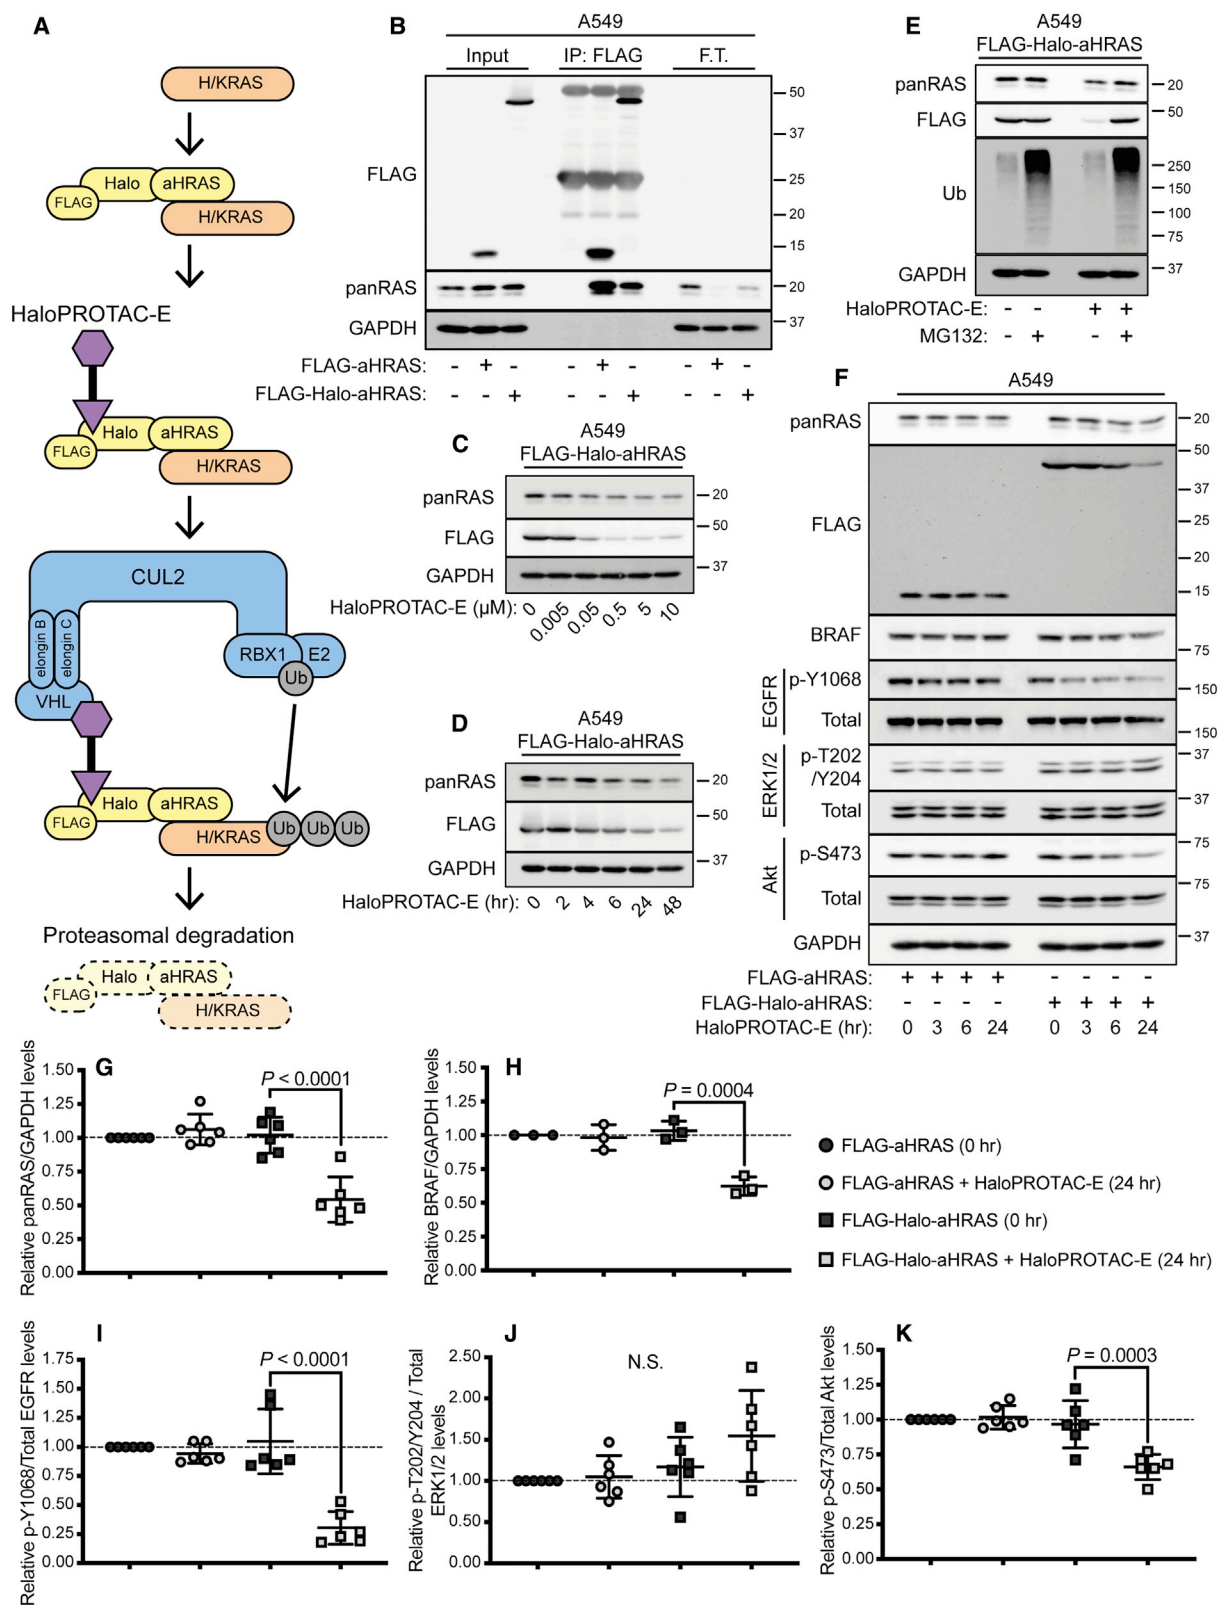 A
H/KRAS
Halo
aHRAS
FLAG
H/KRAS
HaloPROTAC-E
Halo
aHRAS
FLAG
H/KRAS
CUL2
elongin B
elongin C
VHL
RBX1
E2
Ub
Halo
aHRAS
FLAG
H/KRAS
Ub Ub Ub
Proteasomal degradation
Halo
aHRAS
FLAG
H/KRAS
B
A549
Input IP: FLAG F.T.
FLAG
50
37
25
20
15
panRAS
20
GAPDH
37
FLAG-aHRAS: - + - - + - - + -
FLAG-Halo-aHRAS: - - + - - + - - +
C
A549
FLAG-Halo-aHRAS
panRAS
20
FLAG
50
GAPDH
37
HaloPROTAC-E (µM): 0 0.005 0.05 0.5 5 10
D
A549
FLAG-Halo-aHRAS
panRAS
20
FLAG
50
GAPDH
37
HaloPROTAC-E (hr): 0 2 4 6 24 48
E
A549
FLAG-Halo-aHRAS
panRAS
20
FLAG
50
Ub
250
150
100
75
GAPDH
37
HaloPROTAC-E: - - + +
MG132: - + - +
F
A549
panRAS
20
FLAG
50
37
25
20
15
BRAF
75
EGFR
p-Y1068
150
Total
150
ERK1/2
p-T202
/Y204
37
Total
37
Akt
p-S473
75
Total
75
GAPDH
37
FLAG-aHRAS: + + + + - - - -
FLAG-Halo-aHRAS: - - - - + + + +
HaloPROTAC-E (hr): 0 3 6 24 0 3 6 24
G
Relative panRAS/GAPDH levels
1.50
1.25
1.00
0.75
0.50
0.25
0.00
P < 0.0001
H
Relative BRAF/GAPDH levels
1.50
1.25
1.00
0.75
0.50
0.25
0.00
P = 0.0004
FLAG-aHRAS (0 hr)
FLAG-aHRAS + HaloPROTAC-E (24 hr)
FLAG-Halo-aHRAS (0 hr)
FLAG-Halo-aHRAS + HaloPROTAC-E (24 hr)
I
Relative p-Y1068/Total EGFR levels
1.75
1.50
1.25
1.00
0.75
0.50
0.25
0.00
P < 0.0001
J
Relative p-T202/Y204 / Total
ERK1/2 levels
2.50
2.00
1.50
1.00
0.50
0.00
N.S.
K
Relative p-S473/Total Akt levels
1.50
1.25
1.00
0.75
0.50
0.25
0.00
P = 0.0003